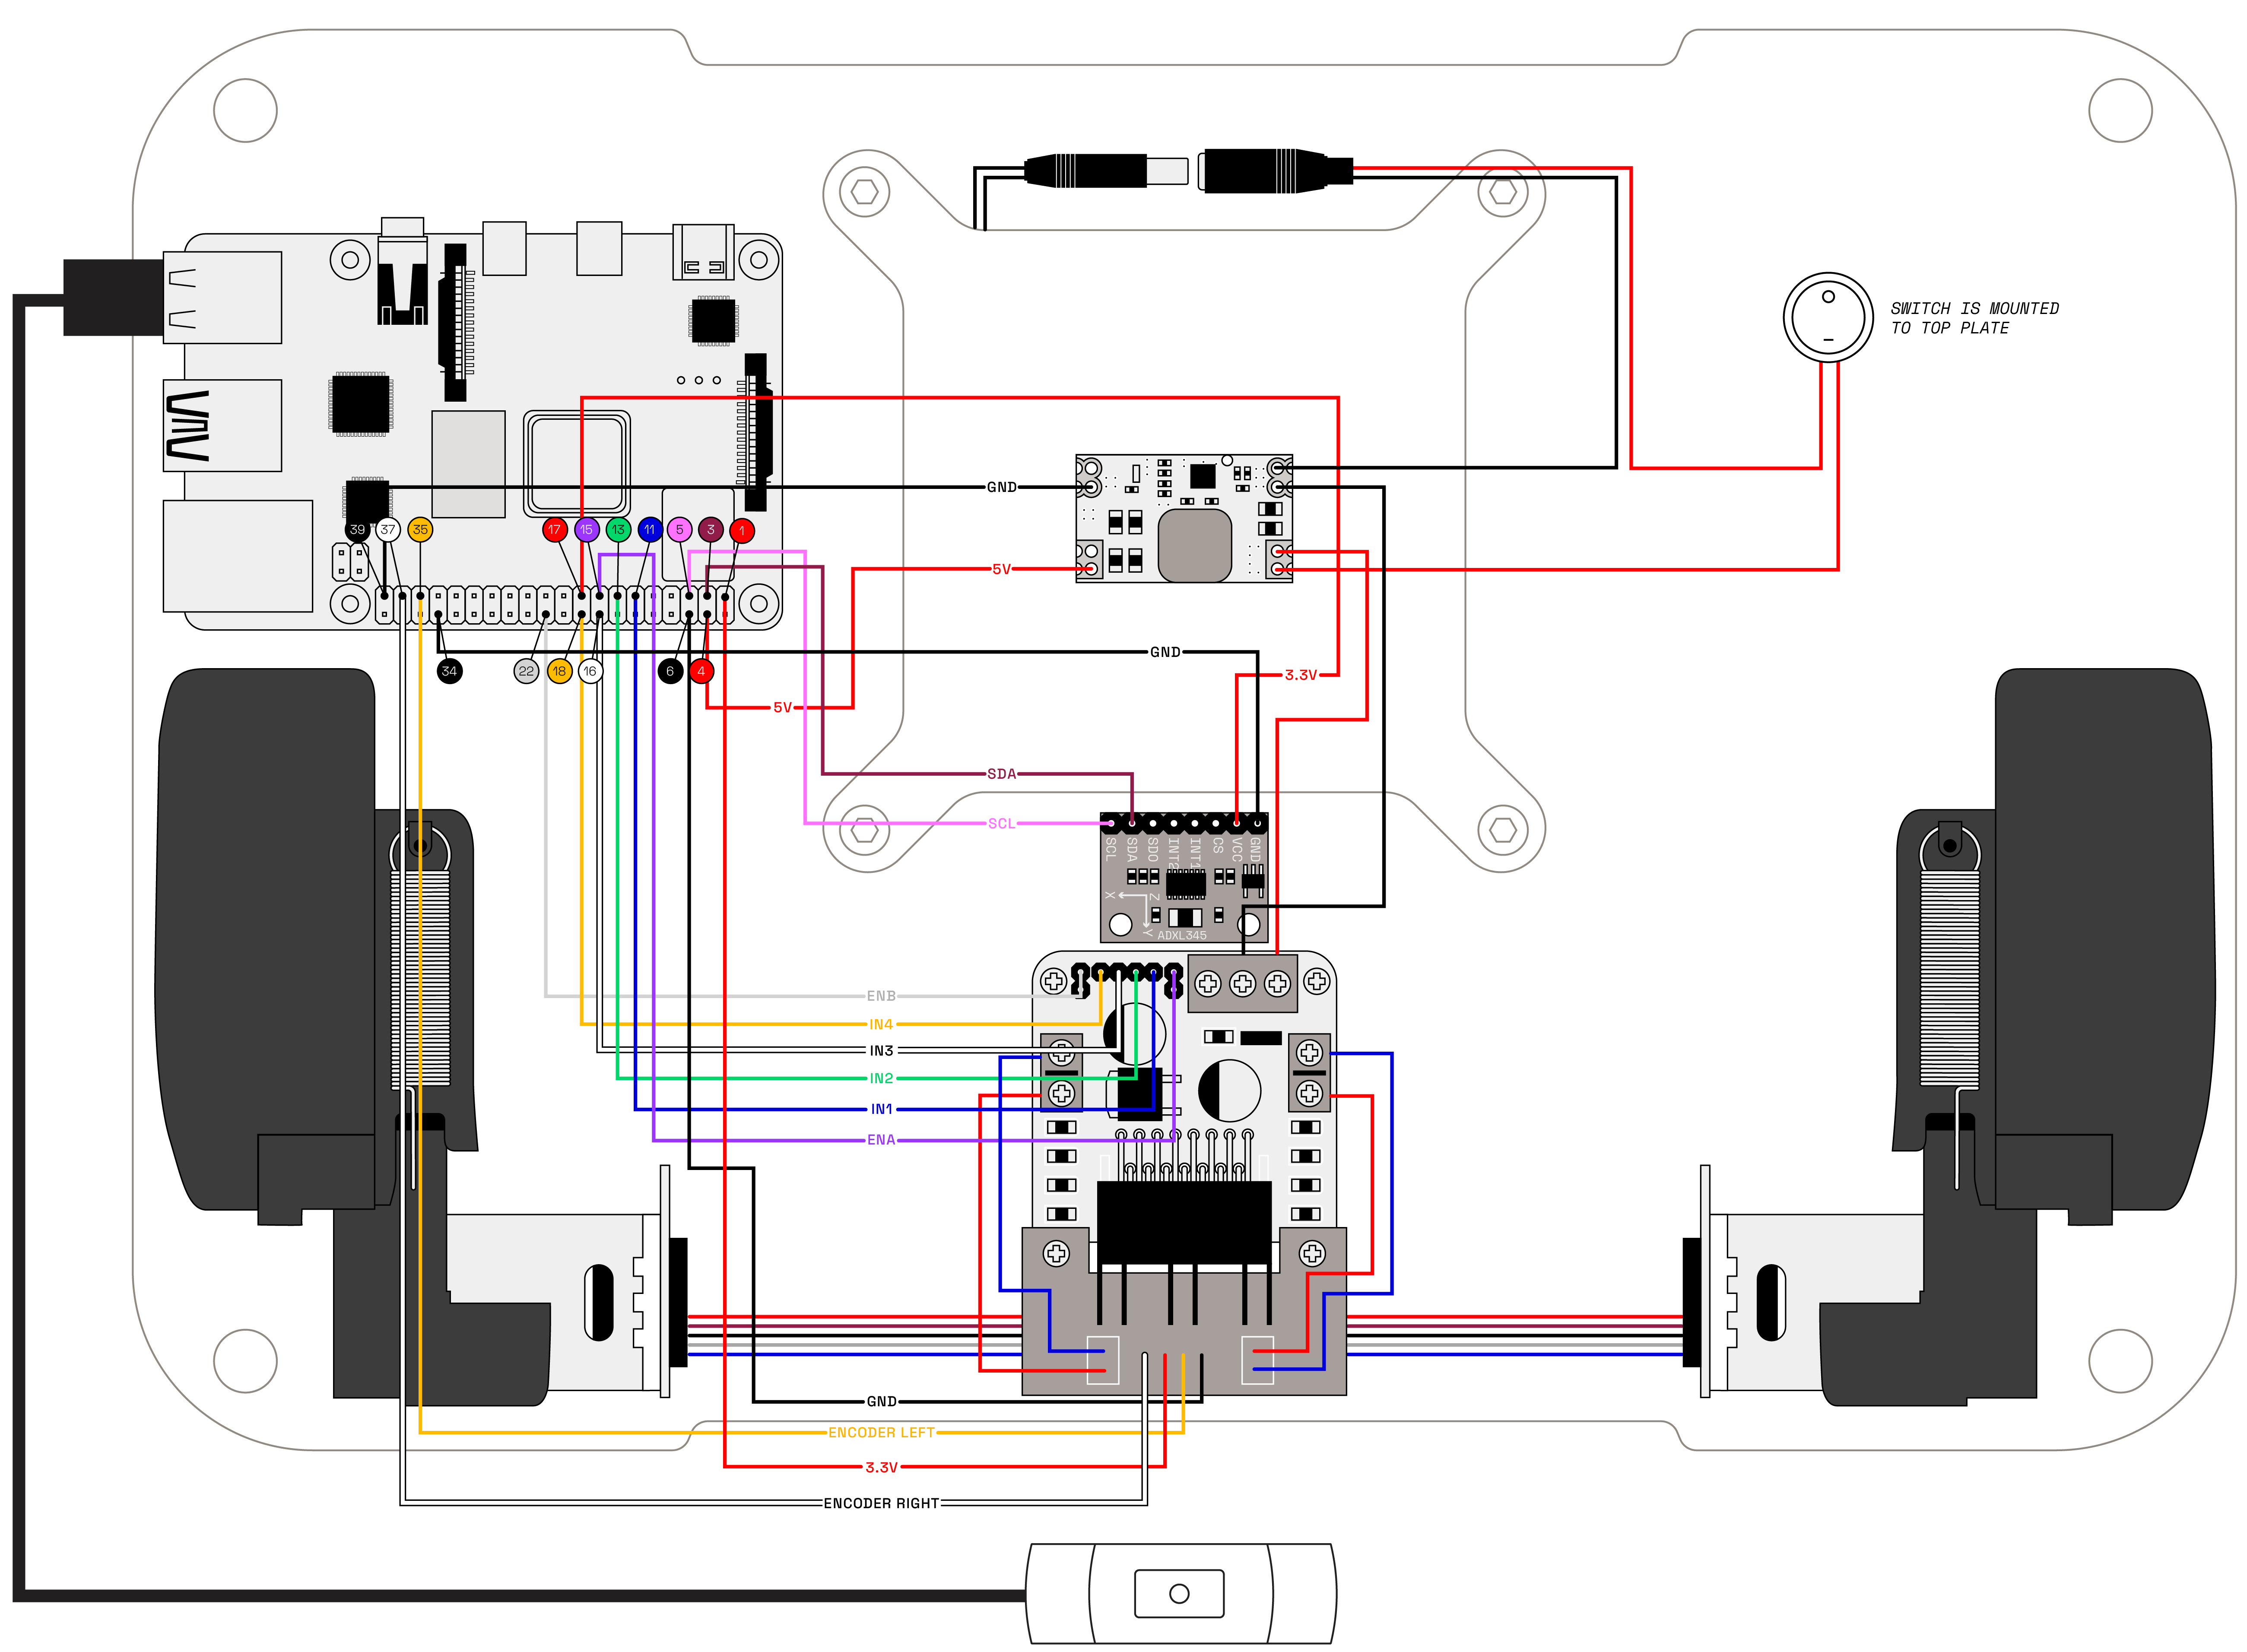 SWITCH IS MOUNTED
TO TOP PLATE
GND
39
37
35
17
15
13
11
5
3
1
5V
34
22
18
16
6
4
GND
3.3V
5V
SDA
SCL
SCL
SDA
SDO
INT2
INT1
CS
VCC
GND
X
Z
Y
ADXL345
ENB
IN4
IN3
IN2
IN1
ENA
GND
ENCODER LEFT
3.3V
ENCODER RIGHT